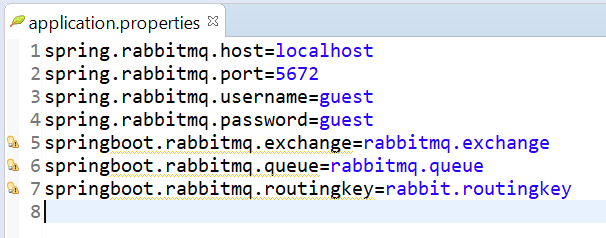 application.properties
1 spring.rabbitmq.host=localhost
2 spring.rabbitmq.port=5672
3 spring.rabbitmq.username=guest
4 spring.rabbitmq.password=guest
5 springboot.rabbitmq.exchange=rabbitmq.exchange
6 springboot.rabbitmq.queue=rabbitmq.queue
7 springboot.rabbitmq.routingkey=rabbit.routingkey
8